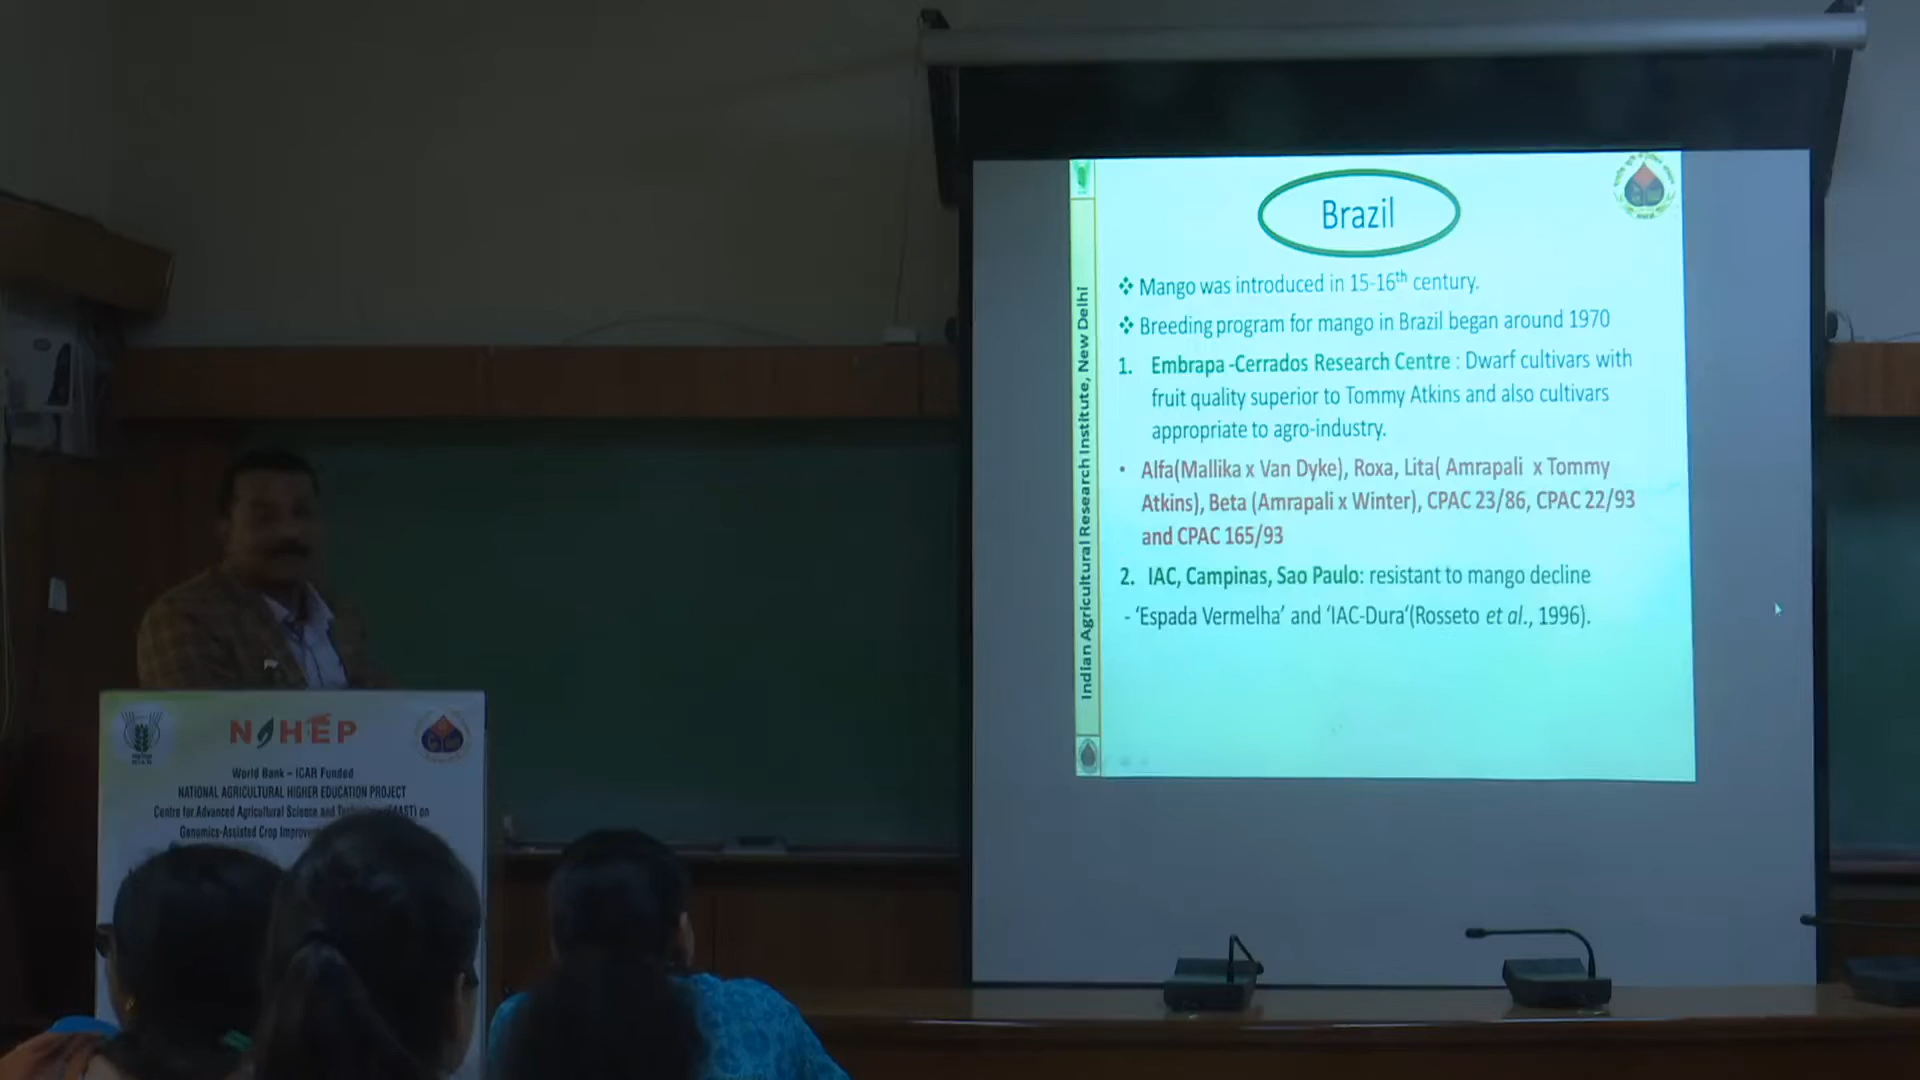 Brazil
❖ Mango was introduced in 15-16th century.
❖ Breeding program for mango in Brazil began around 1970
1. Embrapa -Cerrados Research Centre : Dwarf cultivars with
fruit quality superior to Tommy Atkins and also cultivars
appropriate to agro-industry.
• Alfa(Mallika x Van Dyke), Roxa, Lita( Amrapali x Tommy
Atkins), Beta (Amrapali x Winter), CPAC 23/86, CPAC 22/93
and CPAC 165/93
2. IAC, Campinas, Sao Paulo: resistant to mango decline
- ‘Espada Vermelha’ and ‘IAC-Dura‘(Rosseto et al., 1996).
Indian Agricultural Research Institute, New Delhi
NAHEP
World Bank – ICAR Funded
NATIONAL AGRICULTURAL HIGHER EDUCATION PROJECT
Centre for Advanced Agricultural Science and on
Genomics-Assisted Crop